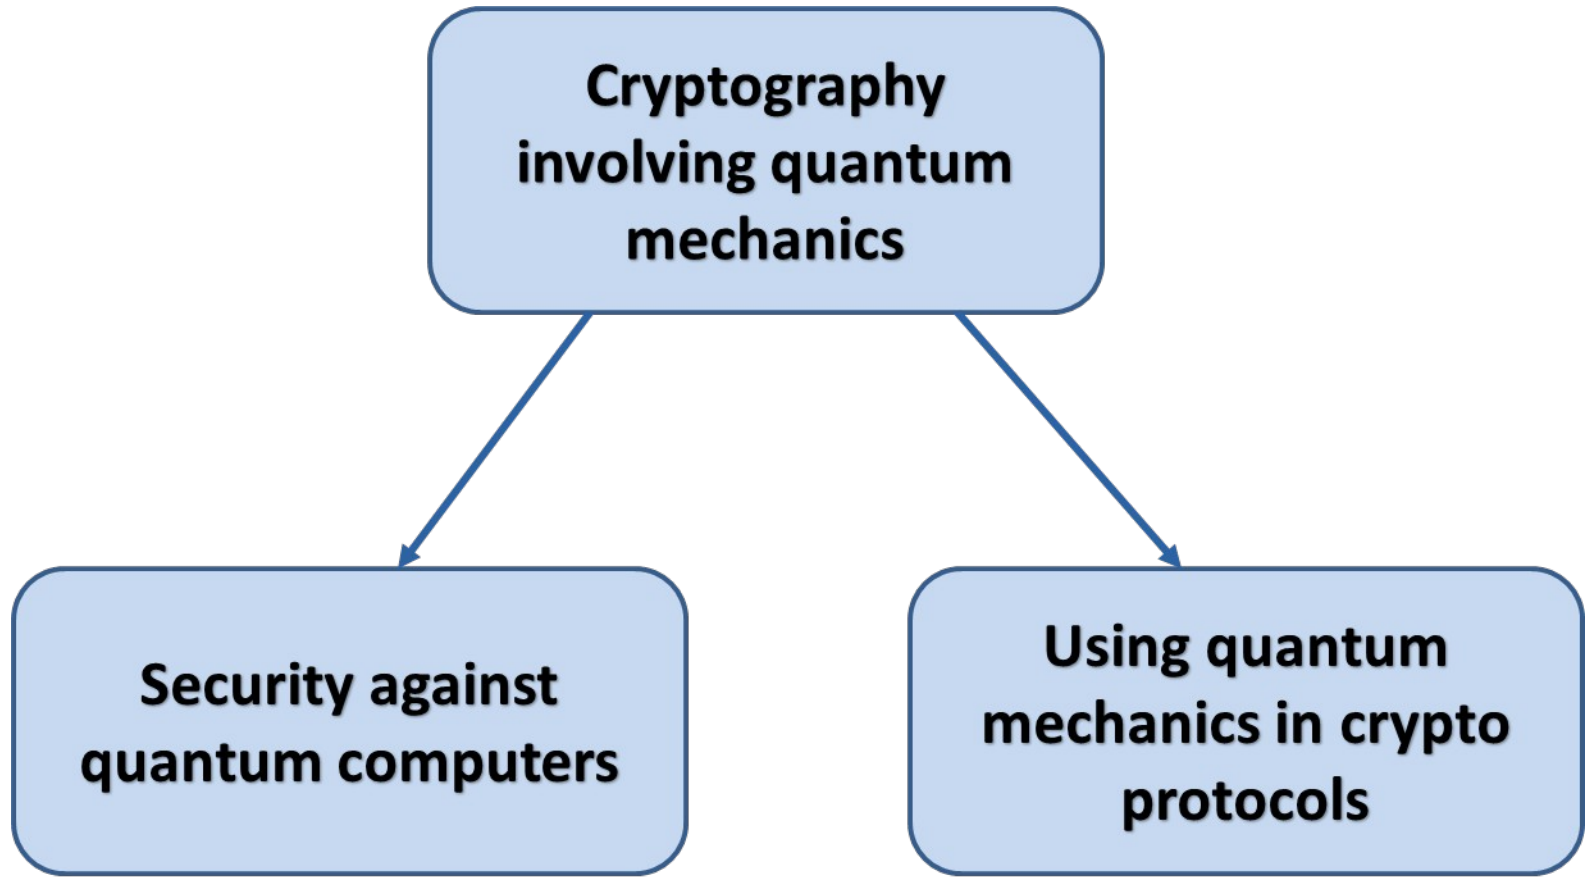 Cryptography
involving quantum
mechanics
Security against
quantum computers
Using quantum
mechanics in crypto
protocols